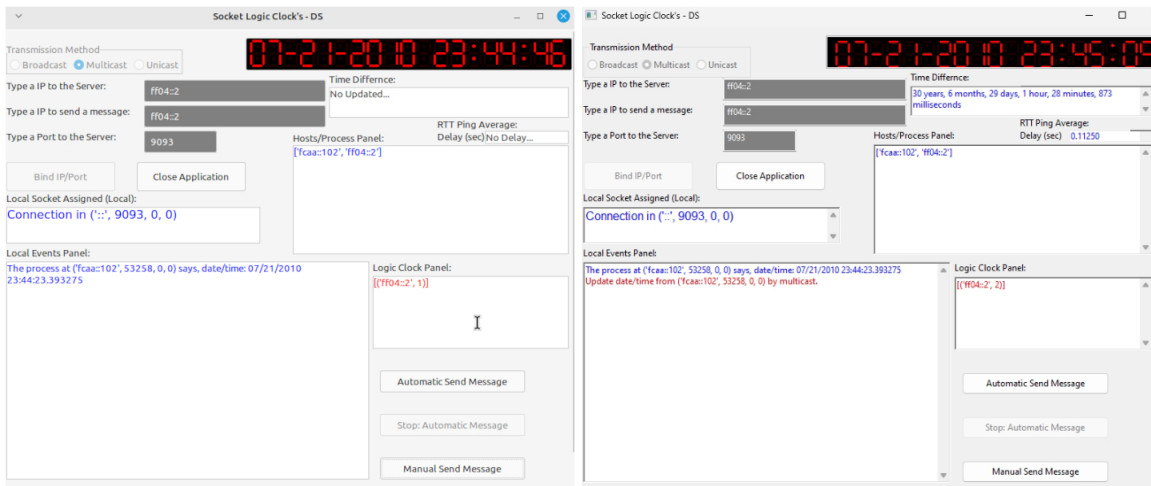 Socket Logic Clock's - DS
Transmission Method
Broadcast Multicast Unicast
07-21-2010 23:44:46
Type a IP to the Server:
ff04::2
Time Differnce:
No Updated...
Type a IP to send a message:
ff04::2
RTT Ping Average:
Type a Port to the Server:
9093
Hosts/Process Panel:
Delay (sec) No Delay...
['fcaa::102', 'ff04::2']
Bind IP/Port
Close Application
Local Socket Assigned (Local):
Connection in ('::', 9093, 0, 0)
Local Events Panel:
The process at ('fcaa::102', 53258, 0, 0) says, date/time: 07/21/2010
23:44:23.393275
Logic Clock Panel:
[('ff04::2', 1)]
Automatic Send Message
Stop: Automatic Message
Manual Send Message
Socket Logic Clock's - DS
Transmission Method
Broadcast Multicast Unicast
07-21-2010 23:45:0
Type a IP to the Server:
ff04::2
Time Differnce:
30 years, 6 months, 29 days, 1 hour, 28 minutes, 873
milliseconds
Type a IP to send a message:
ff04::2
RTT Ping Average:
Type a Port to the Server:
9093
Hosts/Process Panel:
Delay (sec) 0.11250
['fcaa::102', 'ff04::2']
Bind IP/Port
Close Application
Local Socket Assigned (Local):
Connection in ('::', 9093, 0, 0)
Local Events Panel:
The process at ('fcaa::102', 53258, 0, 0) says, date/time: 07/21/2010 23:44:23.393275
Update date/time from ('fcaa::102', 53258, 0, 0) by multicast.
Logic Clock Panel:
[('ff04::2', 2)]
Automatic Send Message
Stop: Automatic Message
Manual Send Message